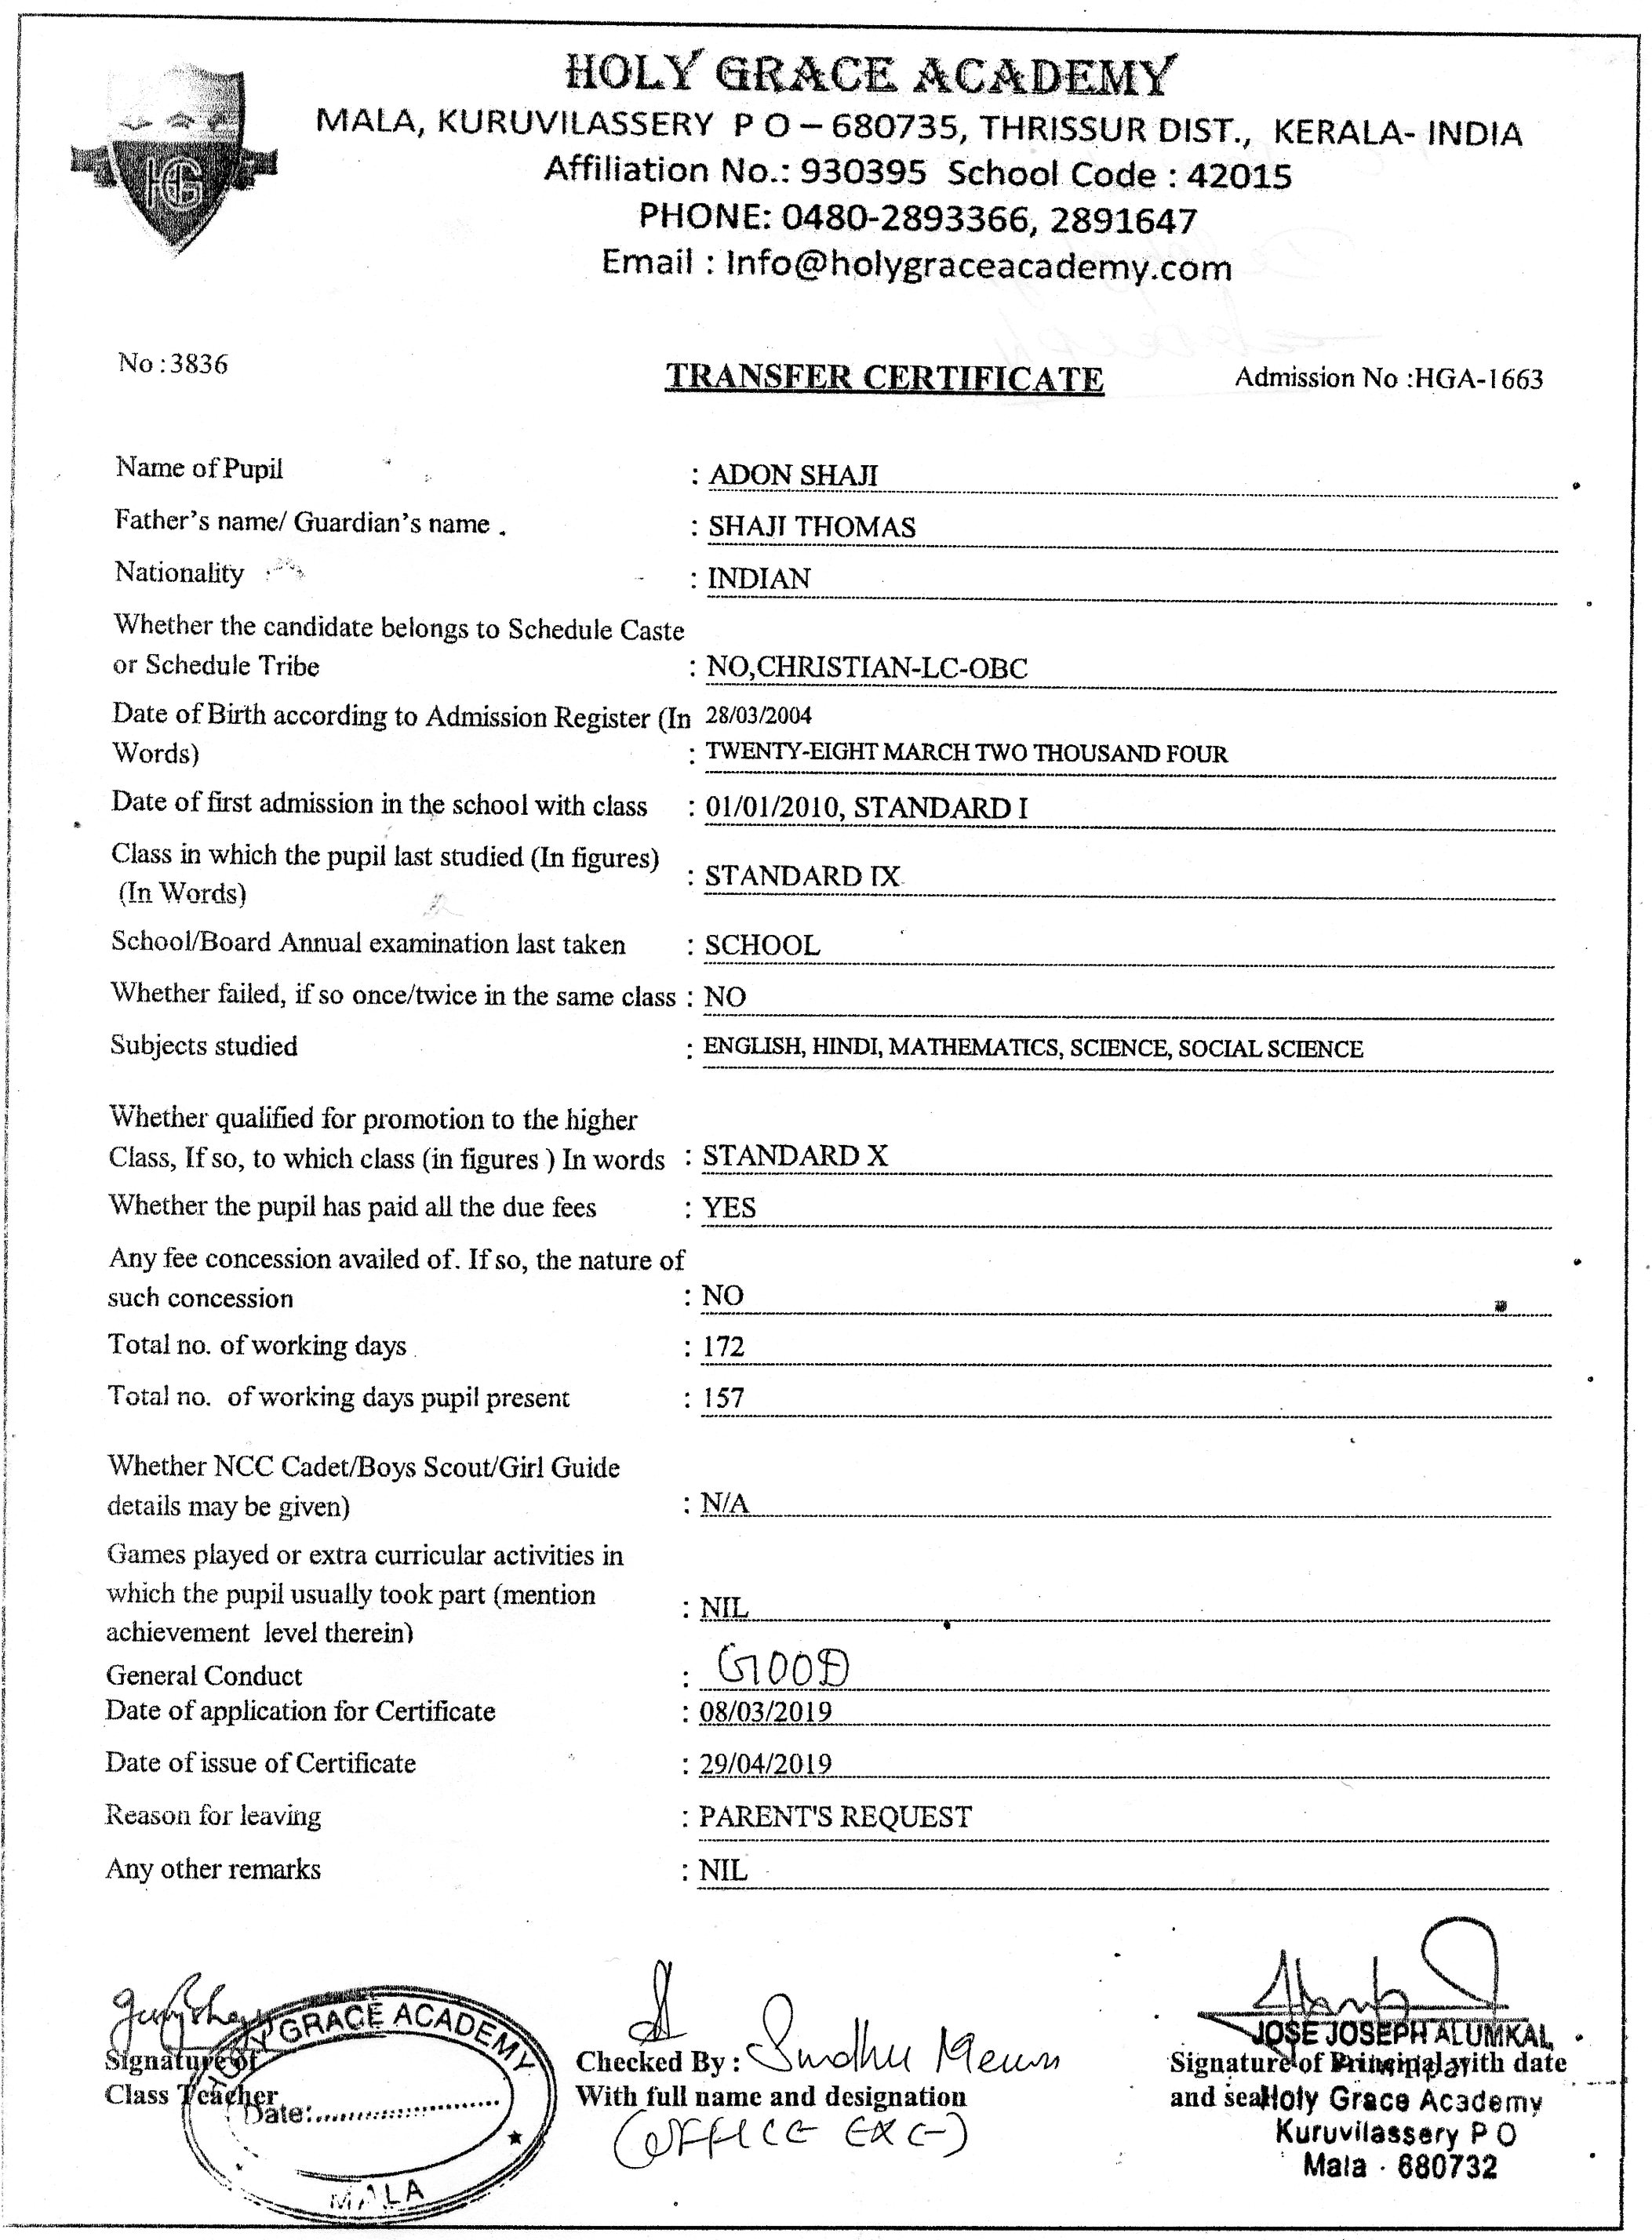 HOLY GRACE ACADEMY
MALA, KURUVILASSERY P O – 680735, THRISSUR DIST., KERALA- INDIA
Affiliation No.: 930395 School Code : 42015
PHONE: 0480-2893366, 2891647
Email : Info@holygraceacademy.com
HG
No :3836
TRANSFER CERTIFICATE
Admission No :HGA-1663
Name of Pupil : ADON SHAJI
Father's name/ Guardian's name . : SHAJI THOMAS
Nationality : INDIAN
Whether the candidate belongs to Schedule Caste
or Schedule Tribe : NO,CHRISTIAN-LC-OBC
Date of Birth according to Admission Register (In 28/03/2004
Words) : TWENTY-EIGHT MARCH TWO THOUSAND FOUR
Date of first admission in the school with class : 01/01/2010, STANDARD I
Class in which the pupil last studied (In figures)
(In Words) : STANDARD IX
School/Board Annual examination last taken : SCHOOL
Whether failed, if so once/twice in the same class : NO
Subjects studied : ENGLISH, HINDI, MATHEMATICS, SCIENCE, SOCIAL SCIENCE
Whether qualified for promotion to the higher
Class, If so, to which class (in figures ) In words : STANDARD X
Whether the pupil has paid all the due fees : YES
Any fee concession availed of. If so, the nature of
such concession : NO
Total no. of working days : 172
Total no. of working days pupil present : 157
Whether NCC Cadet/Boys Scout/Girl Guide
details may be given) : N/A
Games played or extra curricular activities in
which the pupil usually took part (mention
achievement level therein) : NIL
General Conduct : GOOD
Date of application for Certificate : 08/03/2019
Date of issue of Certificate : 29/04/2019
Reason for leaving : PARENT'S REQUEST
Any other remarks : NIL
Signature of
Class Teacher
HOLY GRACE ACADEMY
Date:
MALA
Checked By : Sindhu Menon
With full name and designation
(OFFICE EXE)
JOSE JOSEPH ALUMKAL
Signature of Principal with date
and seal Holy Grace Academy
Kuruvilassery P O
Mala - 680732